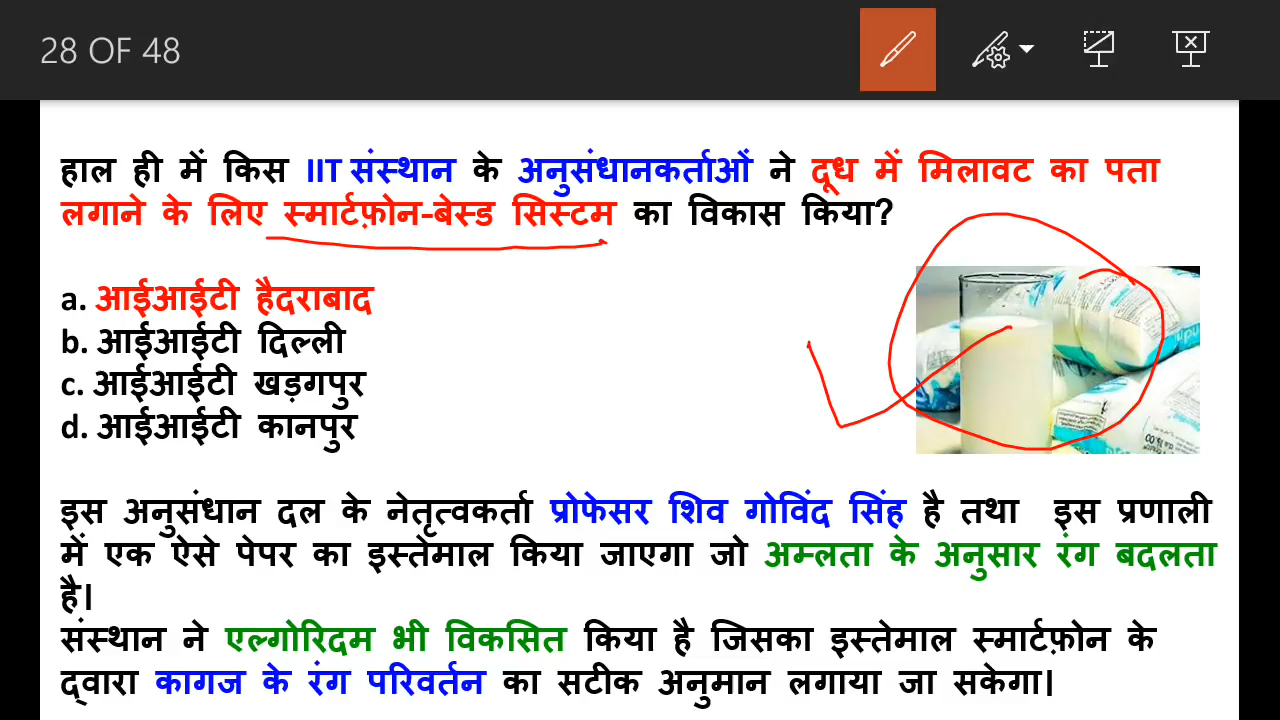 28 OF 48
हाल ही में किस IIT संस्थान के अनुसंधानकर्ताओं ने दूध में मिलावट का पता
लगाने के लिए स्मार्टफ़ोन-बेस्ड सिस्टम का विकास किया?
a. आईआईटी हैदराबाद
b. आईआईटी दिल्ली
c. आईआईटी खड़गपुर
d. आईआईटी कानपुर
इस अनुसंधान दल के नेतृत्वकर्ता प्रोफेसर शिव गोविंद सिंह है तथा इस प्रणाली
में एक ऐसे पेपर का इस्तेमाल किया जाएगा जो अम्लता के अनुसार रंग बदलता
है।
संस्थान ने एल्गोरिदम भी विकसित किया है जिसका इस्तेमाल स्मार्टफ़ोन के
द्वारा कागज के रंग परिवर्तन का सटीक अनुमान लगाया जा सकेगा।